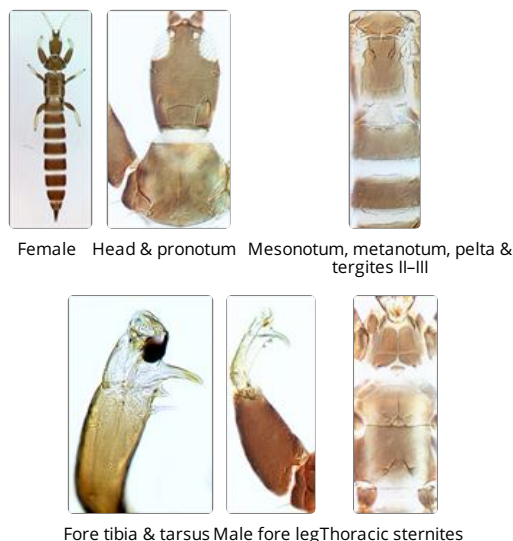 Female
Head & pronotum
Mesonotum, metanotum, pelta &
tergites II–III
Fore tibia & tarsus
Male fore leg
Thoracic sternites